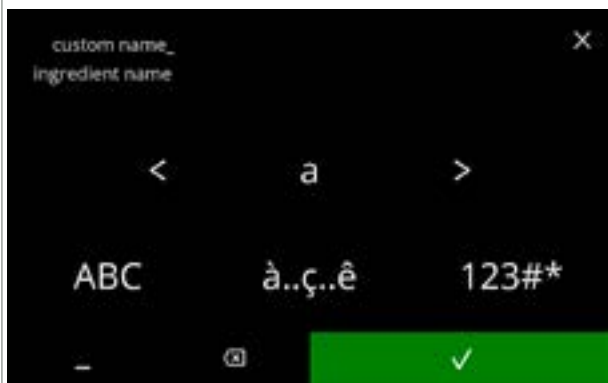 custom name_
ingredient name
< a >
ABC à..ç..ê 123#*
_